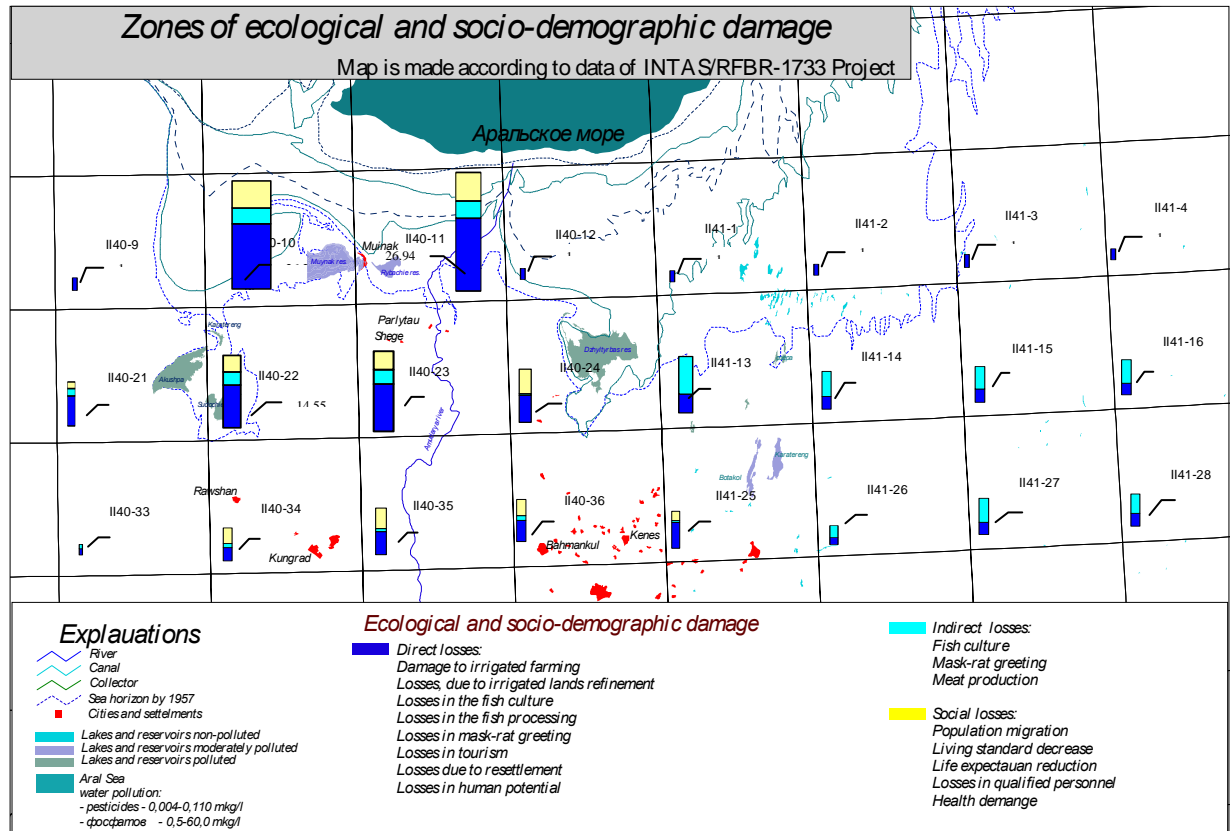 Zones of ecological and socio-demographic damage
Map is made according to data of INTAS/RFBR-1733 Project
Аральское море
II40-9
0-10
Muynak res.
Muinak
II40-11
26.94
Rybachie res.
II40-12
II41-1
II41-2
II41-3
II41-4
Parlytau
Shege
II40-21
Akushpa
II40-22
14.55
II40-23
Amudarya river
II40-24
Dzhyltyrbas res.
II41-13
II41-14
II41-15
II41-16
Botakol
Karatereng
II40-33
Rawshan
II40-34
Kungrad
II40-35
II40-36
Bahmankul
Kenes
II41-25
II41-26
II41-27
II41-28
Explauations
River
Canal
Collector
Sea horizon by 1957
Cities and settelments
Lakes and reservoirs non-polluted
Lakes and reservoirs moderately polluted
Lakes and reservoirs polluted
Aral Sea
water pollution:
- pesticides - 0,004-0,110 mkg/l
- фосфатов - 0,5-60,0 mkg/l
Ecological and socio-demographic damage
Direct losses:
Damage to irrigated farming
Losses, due to irrigated lands refinement
Losses in the fish culture
Losses in the fish processing
Losses in mask-rat greeting
Losses in tourism
Losses due to resettlement
Losses in human potential
Indirect losses:
Fish culture
Mask-rat greeting
Meat production
Social losses:
Population migration
Living standard decrease
Life expectauan reduction
Losses in qualified personnel
Health demange